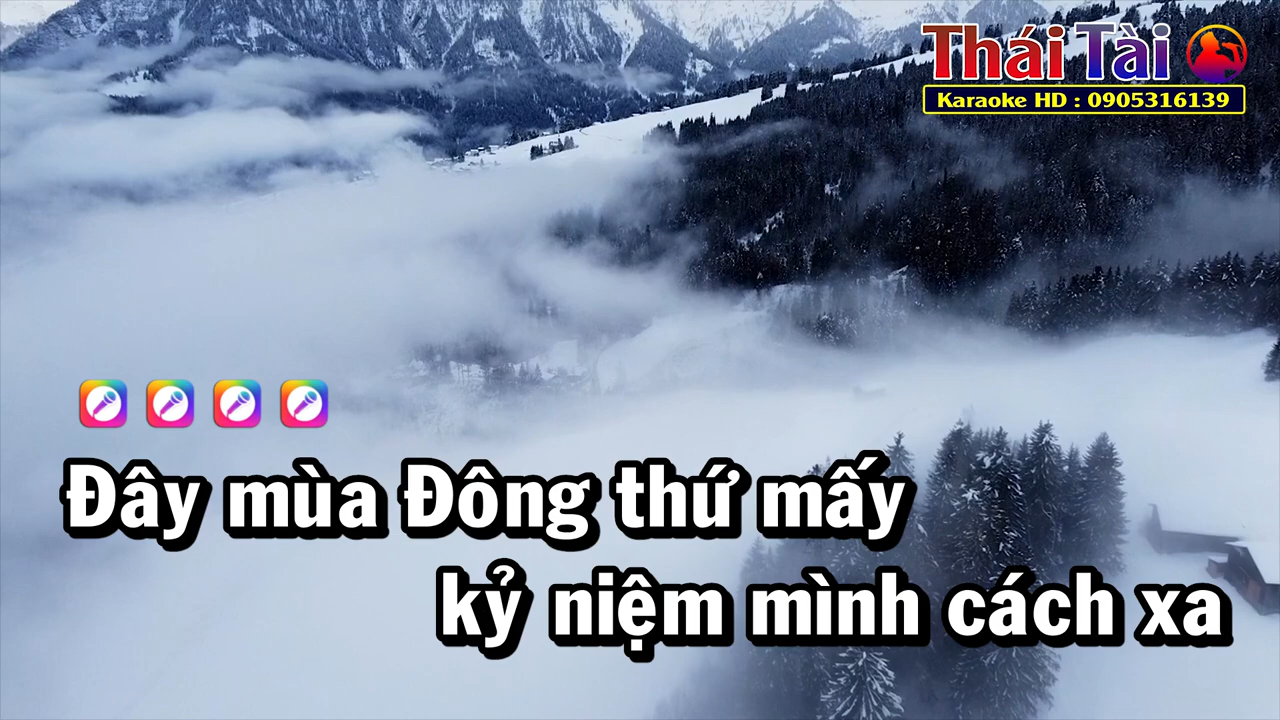 Thái Tài
Karaoke HD : 0905316139
Đây mùa Đông thứ mấy
kỷ niệm mình cách xa